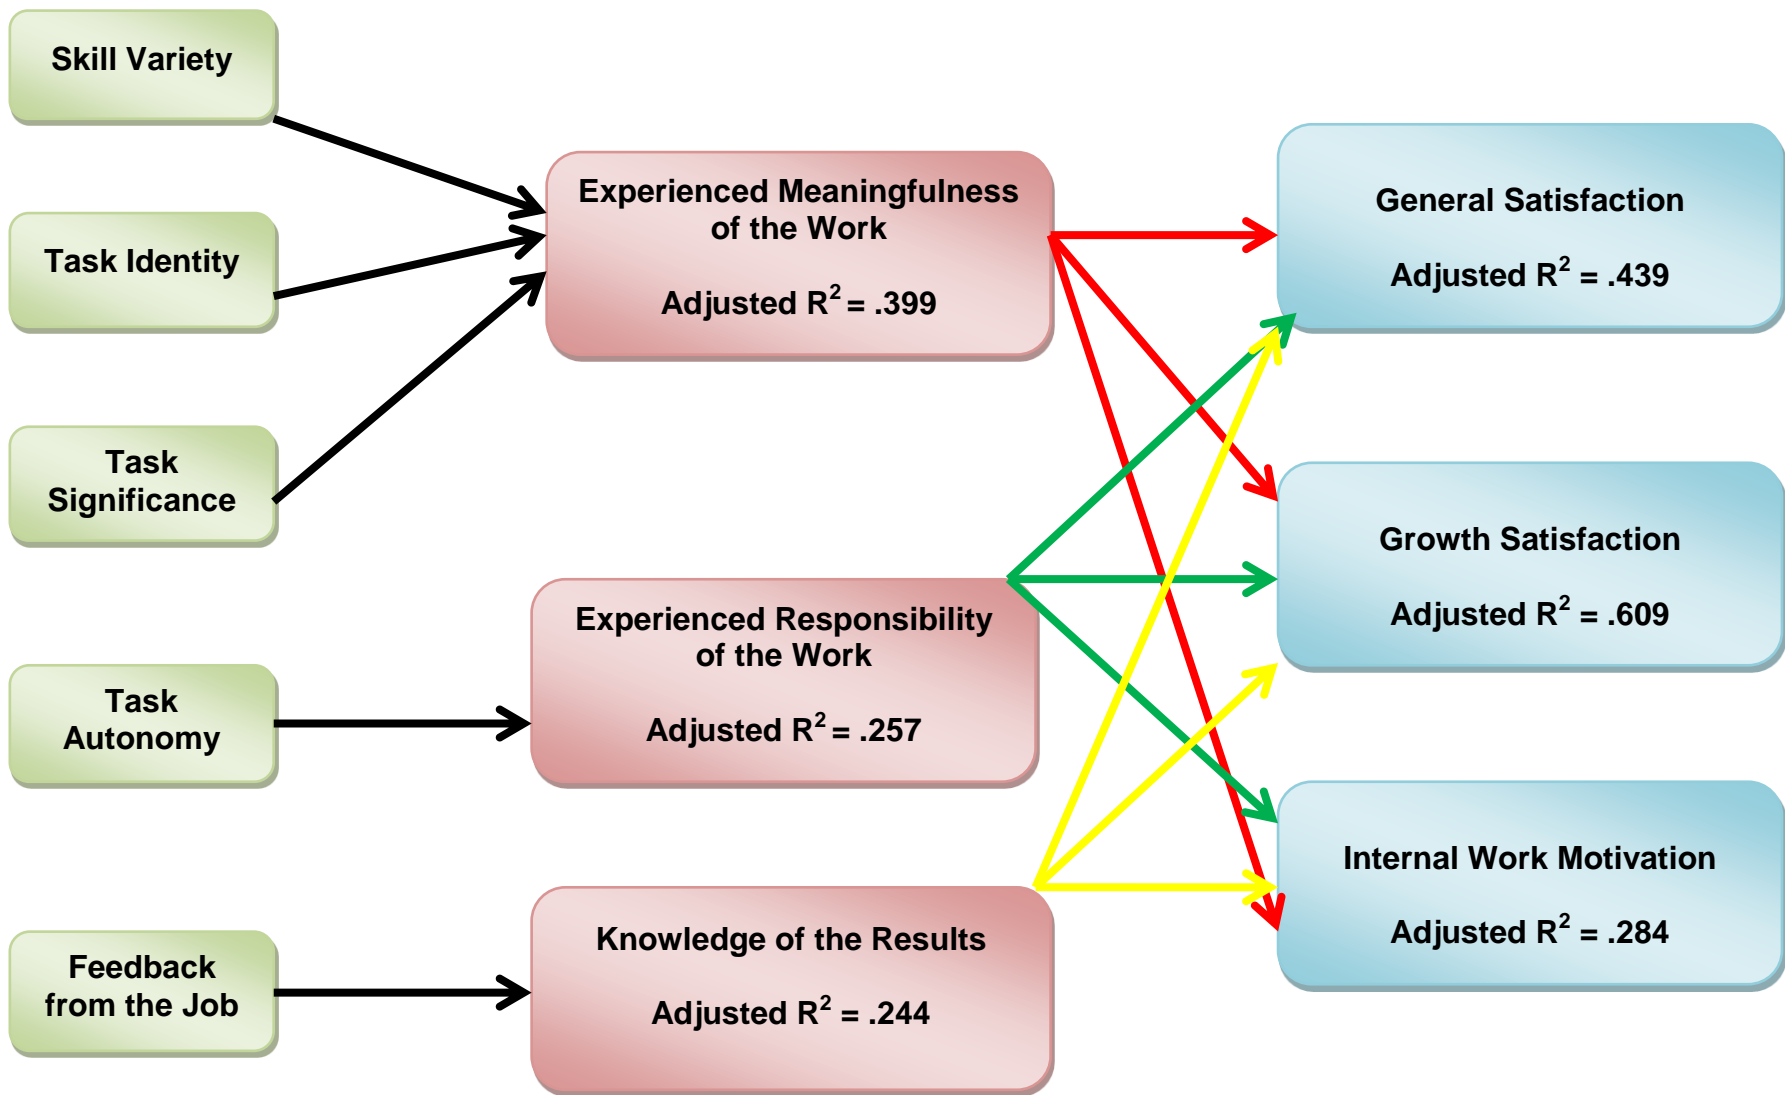 Skill Variety
Task Identity
Task
Significance
Task
Autonomy
Feedback
from the Job
Experienced Meaningfulness
of the Work
Adjusted R² = .399
Experienced Responsibility
of the Work
Adjusted R² = .257
Knowledge of the Results
Adjusted R² = .244
General Satisfaction
Adjusted R² = .439
Growth Satisfaction
Adjusted R² = .609
Internal Work Motivation
Adjusted R² = .284